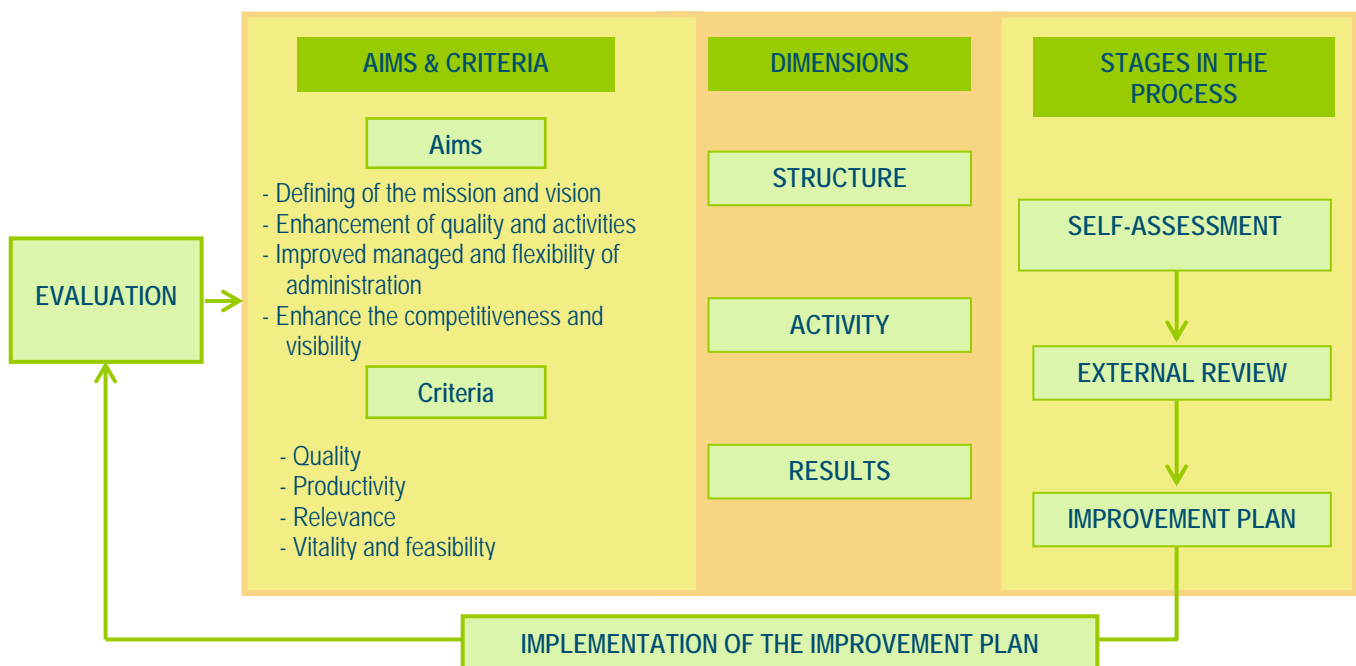 EVALUATION
AIMS & CRITERIA
Aims
- Defining of the mission and vision
- Enhancement of quality and activities
- Improved managed and flexibility of
administration
- Enhance the competitiveness and
visibility
Criteria
- Quality
- Productivity
- Relevance
- Vitality and feasibility
DIMENSIONS
STRUCTURE
ACTIVITY
RESULTS
STAGES IN THE
PROCESS
SELF-ASSESSMENT
EXTERNAL REVIEW
IMPROVEMENT PLAN
IMPLEMENTATION OF THE IMPROVEMENT PLAN